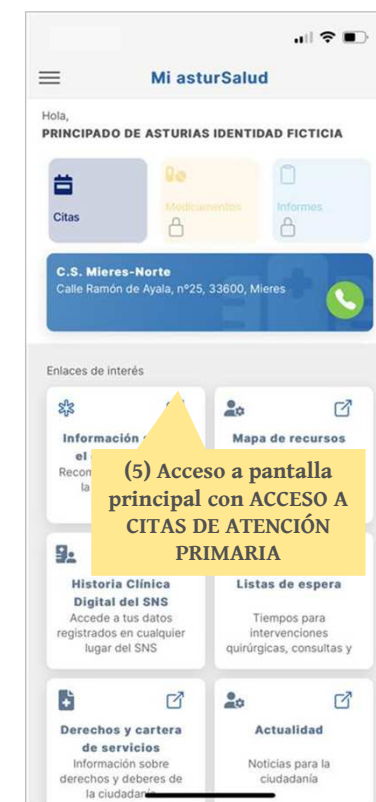 Mi asturSalud
Hola,
PRINCIPADO DE ASTURIAS IDENTIDAD FICTICIA
Citas
Medicamentos
Informes
C.S. Mieres-Norte
Calle Ramón de Ayala, nº25, 33600, Mieres
Enlaces de interés
Información
el
Recom
la
Mapa de recursos
(5) Acceso a pantalla
principal con ACCESO A
CITAS DE ATENCIÓN
PRIMARIA
Historia Clínica
Digital del SNS
Accede a tus datos
registrados en cualquier
lugar del SNS
Listas de espera
Tiempos para
intervenciones
quirúrgicas, consultas y
Derechos y cartera
de servicios
Información sobre
derechos y deberes de
la ciudadanía
Actualidad
Noticias para la
ciudadanía